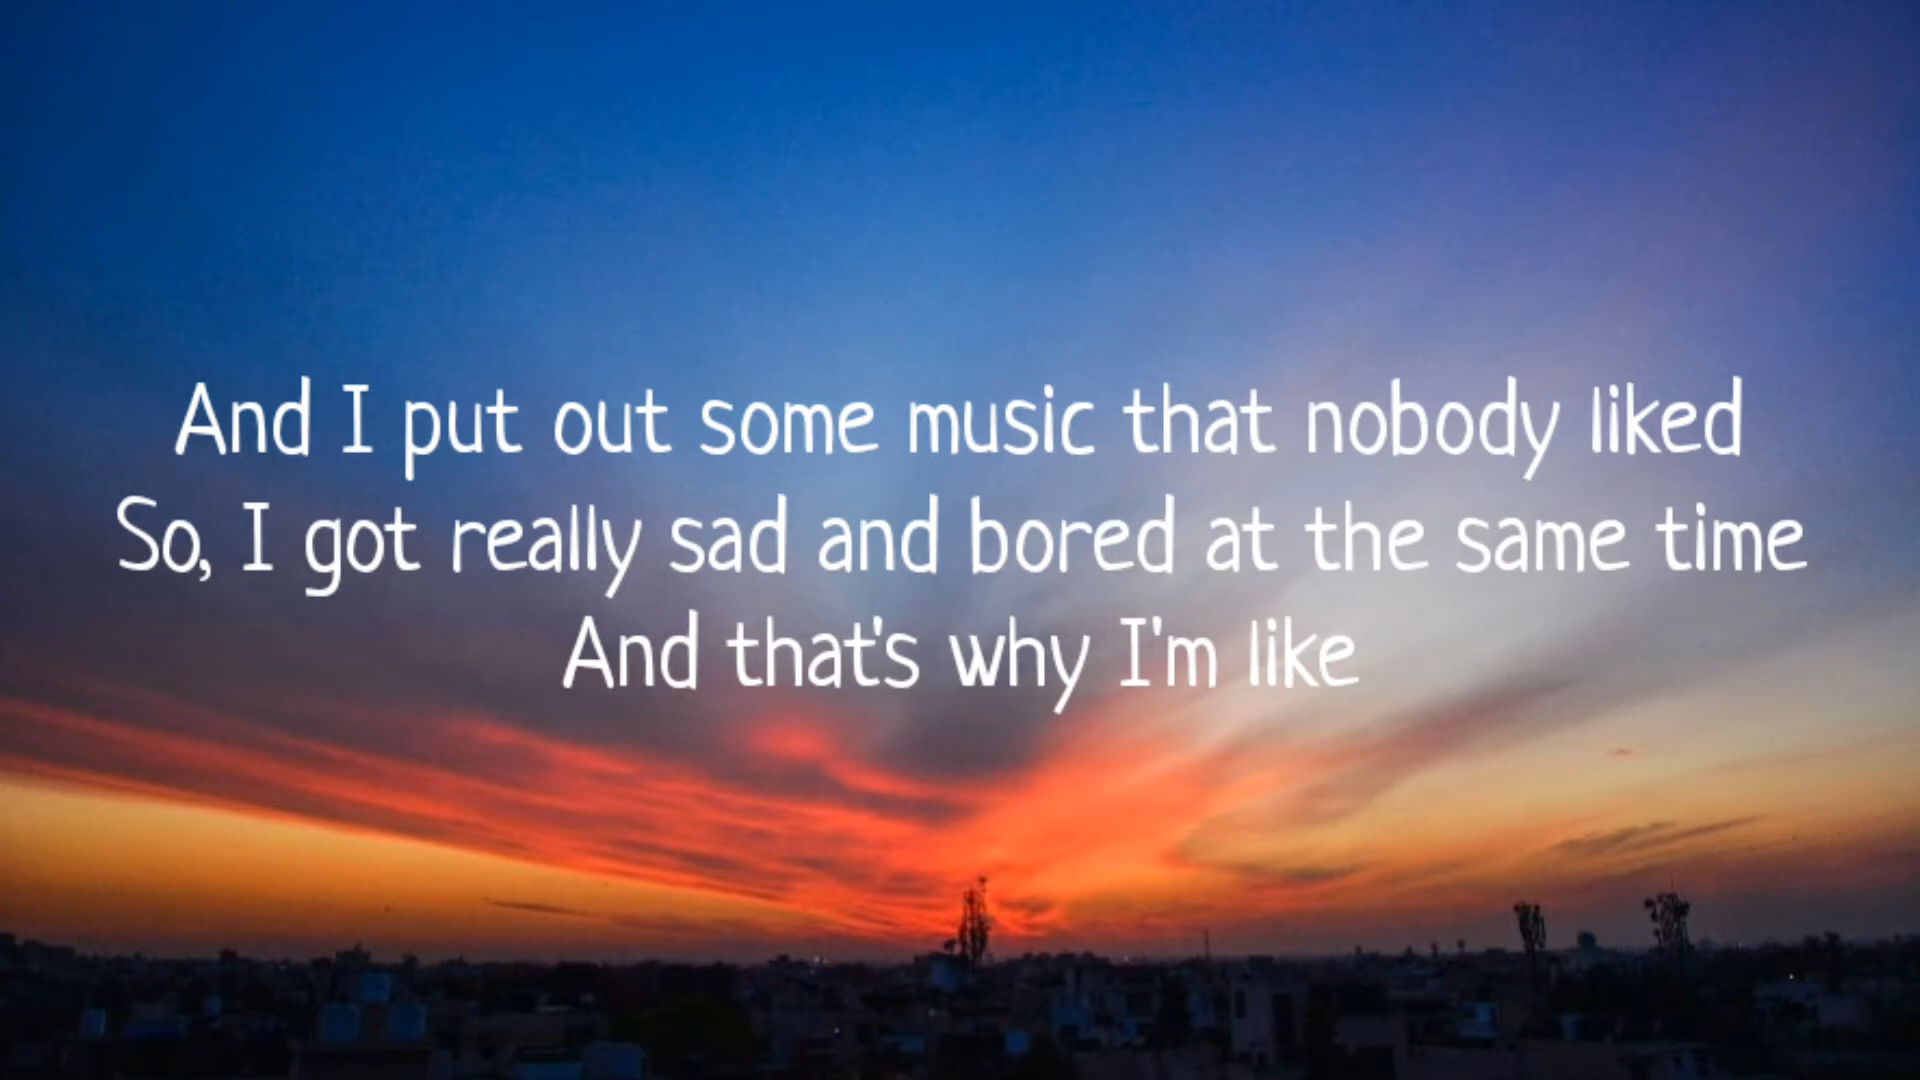 And I put out some music that nobody liked
So, I got really sad and bored at the same time
And that's why I'm like